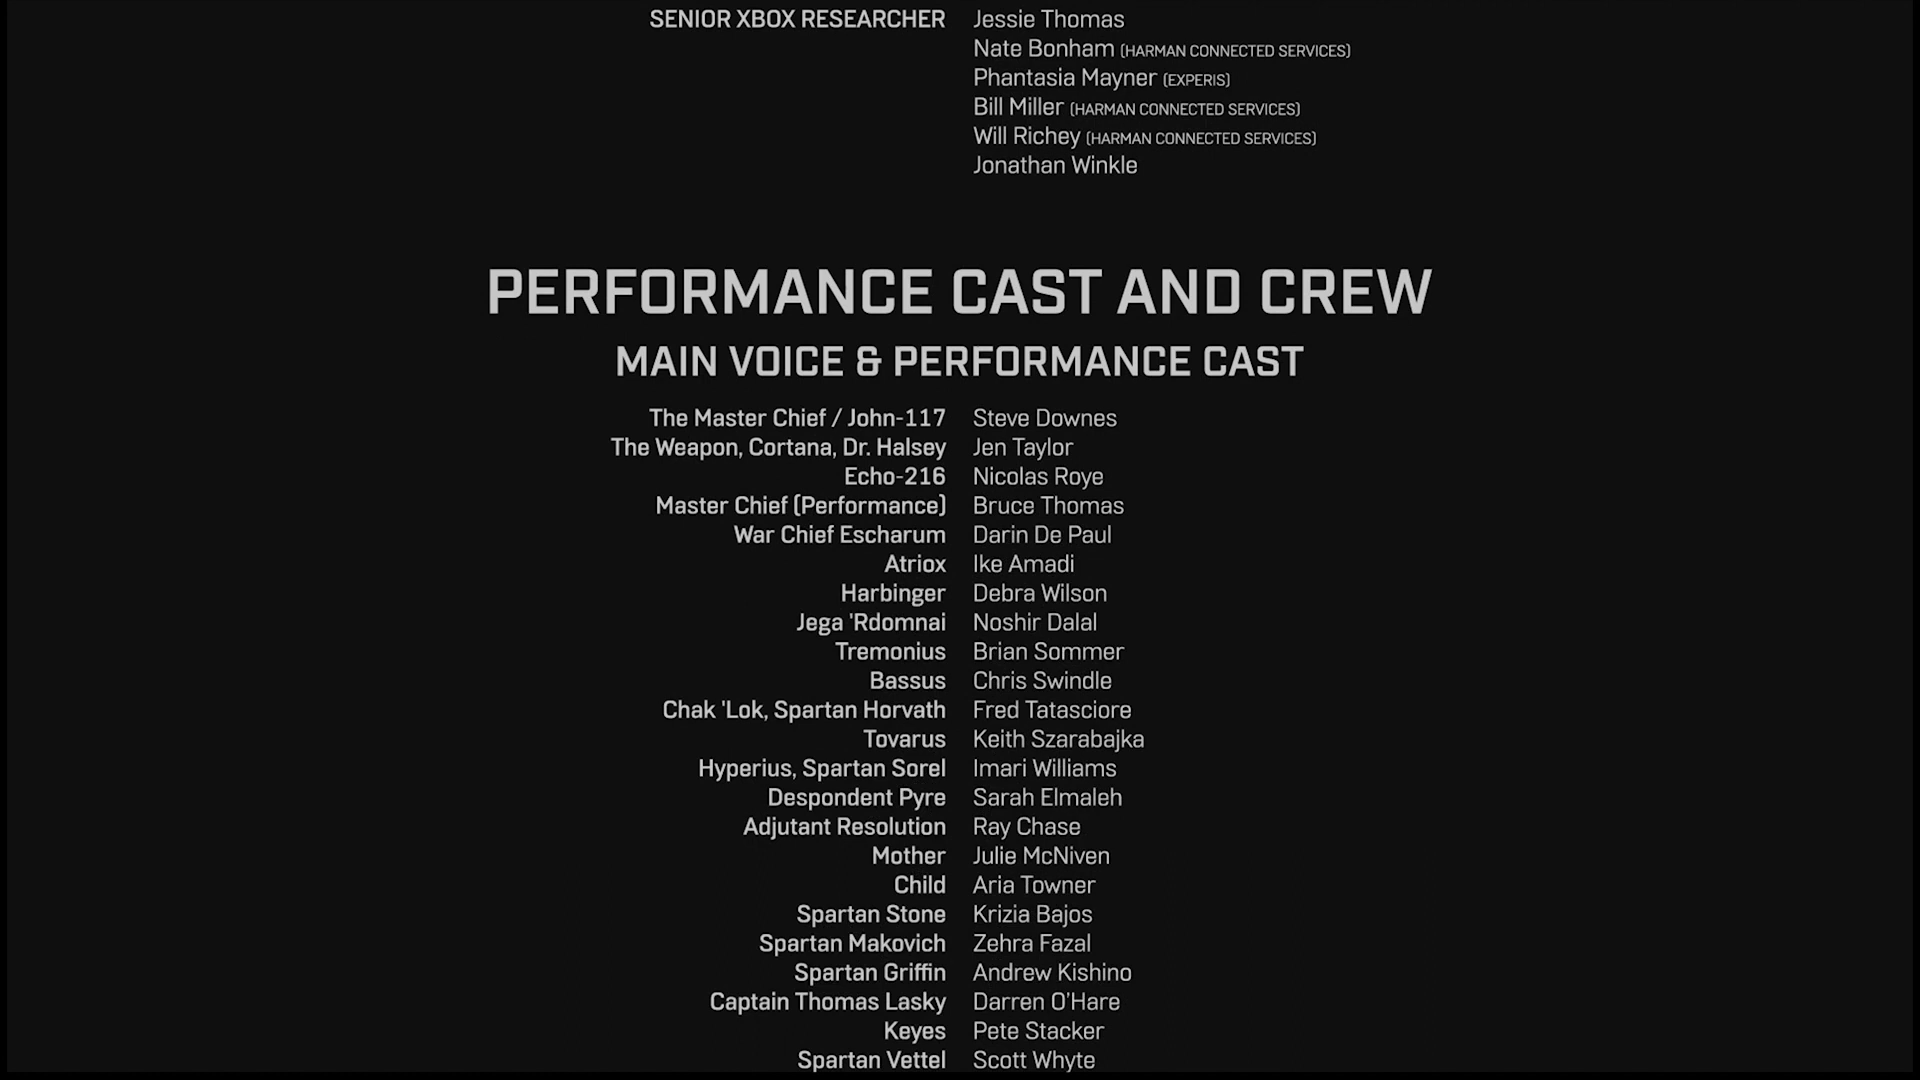 SENIOR XBOX RESEARCHER Jessie Thomas
Nate Bonham (HARMAN CONNECTED SERVICES)
Phantasia Mayner (EXPERIS)
Bill Miller (HARMAN CONNECTED SERVICES)
Will Richey (HARMAN CONNECTED SERVICES)
Jonathan Winkle
PERFORMANCE CAST AND CREW
MAIN VOICE & PERFORMANCE CAST
The Master Chief / John-117 Steve Downes
The Weapon, Cortana, Dr. Halsey Jen Taylor
Echo-216 Nicolas Roye
Master Chief (Performance) Bruce Thomas
War Chief Escharum Darin De Paul
Atriox Ike Amadi
Harbinger Debra Wilson
Jega 'Rdomnai Noshir Dalal
Tremonius Brian Sommer
Bassus Chris Swindle
Chak 'Lok, Spartan Horvath Fred Tatasciore
Tovarus Keith Szarabajka
Hyperius, Spartan Sorel Imari Williams
Despondent Pyre Sarah Elmaleh
Adjutant Resolution Ray Chase
Mother Julie McNiven
Child Aria Towner
Spartan Stone Krizia Bajos
Spartan Makovich Zehra Fazal
Spartan Griffin Andrew Kishino
Captain Thomas Lasky Darren O'Hare
Keyes Pete Stacker
Spartan Vettel Scott Whyte